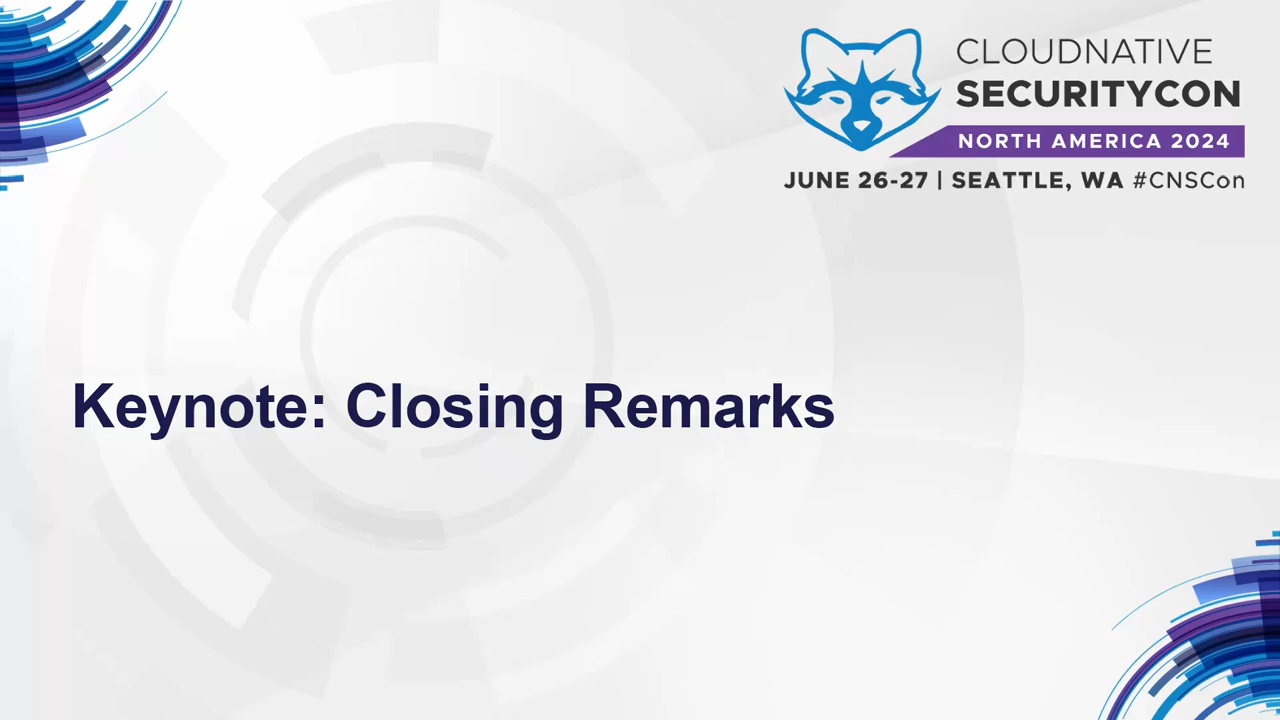 CLOUDNATIVE
SECURITYCON
NORTH AMERICA 2024
JUNE 26-27 | SEATTLE, WA #CNSCon
Keynote: Closing Remarks